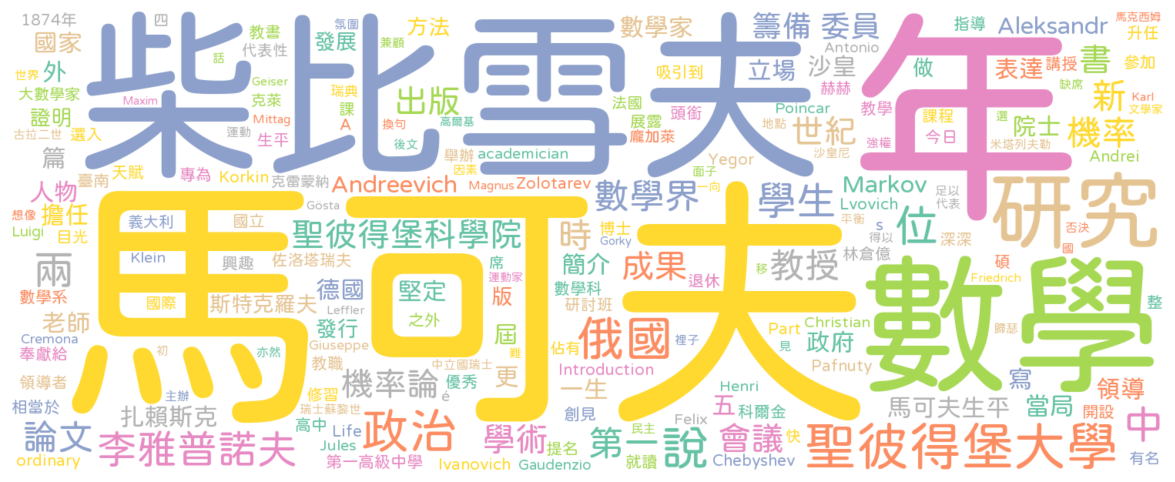 1874年
四
教書
氛圍
兼顧
方法
數學家
籌備
委員
Aleksandr
指導
馬克西姆
升任
國家
代表性
發展
Antonio
柴比雪夫
年
話
世界
外
克萊
Geiser
瑞典
吸引到
立場
沙皇
做
表達
講授
參加
大數學家
課
出版
法國
頭銜
赫赫
書
缺席
Maxim
Mittag
換句
高爾基
展露
Poincar
教學
新
Karl
文學家
證明
A
龐加萊
世紀
課程
古拉二世
選入
運動
生平
後文
舉辦
academician
地點
強權
今日
院士
選
機率
篇
臺南
天賦
因素
沙皇尼
米塔列夫勒
專為
Korkin
克雷蒙納
面子
Yegor
Andrei
人物
Andreevich
Magnus
Zolotarev
一向
Markov
足以
代表
研究
想像
擔任
Gösta
數學界
學生
Lvovich
Luigi
目光
義大利
國立
聖彼得堡科學院
時
博士
Gorky
平衡
s
位
得以
深深
否決
國
林倉億
兩
Klein
興趣
佐洛塔瑞夫
席
運動家
簡介
成果
教授
移
碩
Friedrich
數學系
國際
斯特克羅夫
德國
堅定
版
數學科
研討班
退休
整
老師
Leffler
之外
歸瑟
數學
Cremona
初
發行
屆
俄國
裡子
Part
Christian
見
政府
奉獻給
亦然
Giuseppe
雞
佔有
馬可夫
領導者
教職
中立國瑞士
更
Introduction
一生
Pafnuty
主辦
修習
機率論
é
優秀
Henri
寫
領導
相當於
扎賴斯克
瑞士蘇黎世
創見
五
科爾金
馬可夫生平
當局
開設
中
論文
高中
Life
政治
學術
民主
Felix
Jules
提名
第一
說
會議
快
聖彼得堡大學
李雅普諾夫
ordinary
第一高級中學
Ivanovich
Gaudenzio
就讀
Chebyshev
有名